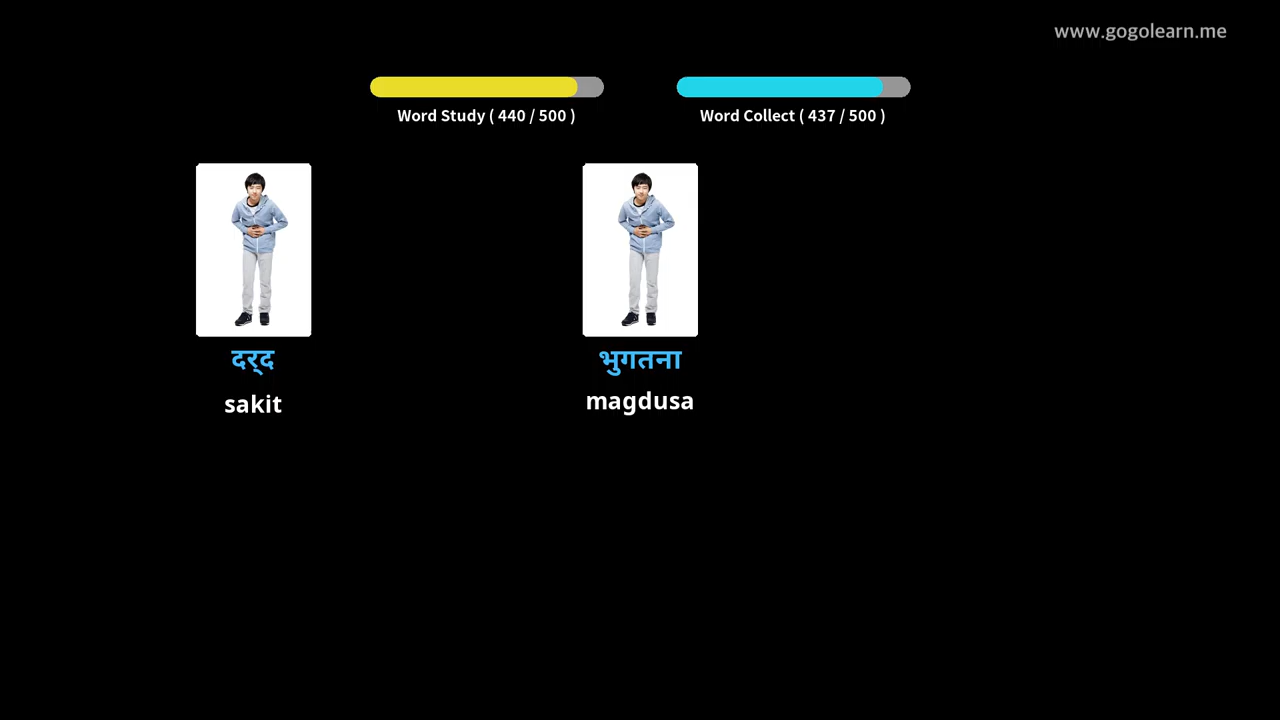 www.gogolearn.me
Word Study ( 440 / 500 )
Word Collect ( 437 / 500 )
दर्द
भुगतना
sakit
magdusa